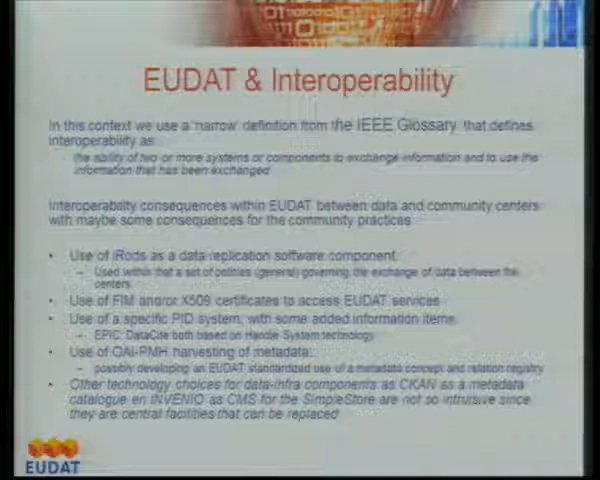 EUDAT & Interoperability
In this context we use a 'narrow' definition from the IEEE Glossary that defines
Interoperability as:
the ability of two or more systems or components to exchange information and to use the
information that has been exchanged
Interoperability consequences within EUDAT between data and community centers
with maybe some consequences for the community practices
• Use of iRods as a data replication software component.
– Used within that a set of policies (general) governing the exchange of data between the
centers
• Use of FIM and/or X509 certificates to access EUDAT services
• Use of a specific PID system, with some added information items.
– EPIC, DataCite both based on Handle System technology
• Use of OAI-PMH harvesting of metadata:
– possibly developing an EUDAT standardized use of a metadata concept and relation registry
• Other technology choices for data-infra components as CKAN as a metadata
catalogue en INVENIO as CMS for the SimpleStore are not so intrusive since
they are central facilities that can be replaced
EUDAT